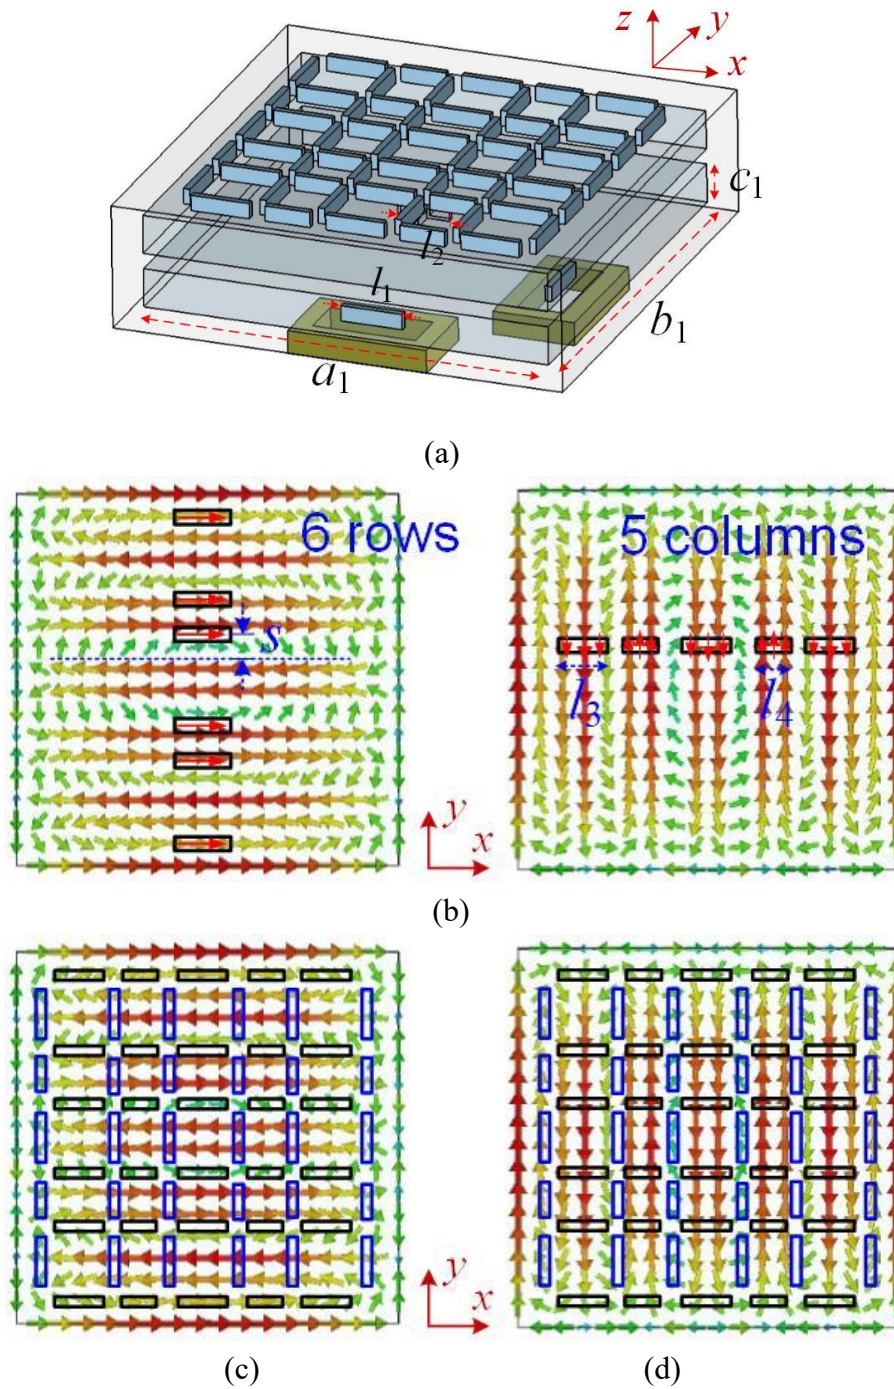 z y
x
c₁
l₂
l₁
b₁
a₁
(a)
6 rows
5 columns
s
l₃ l₄
y
x
(b)
y
x
(c) (d)